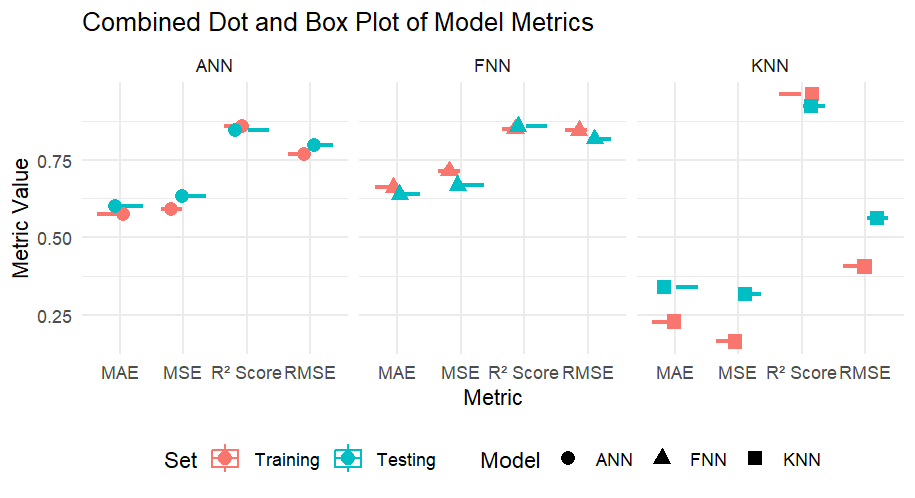 Combined Dot and Box Plot of Model Metrics
ANN FNN KNN
Metric Value
0.75
0.50
0.25
MAE MSE R² Score RMSE MAE MSE R² Score RMSE MAE MSE R² Score RMSE
Metric
Set Training Testing Model ANN FNN KNN